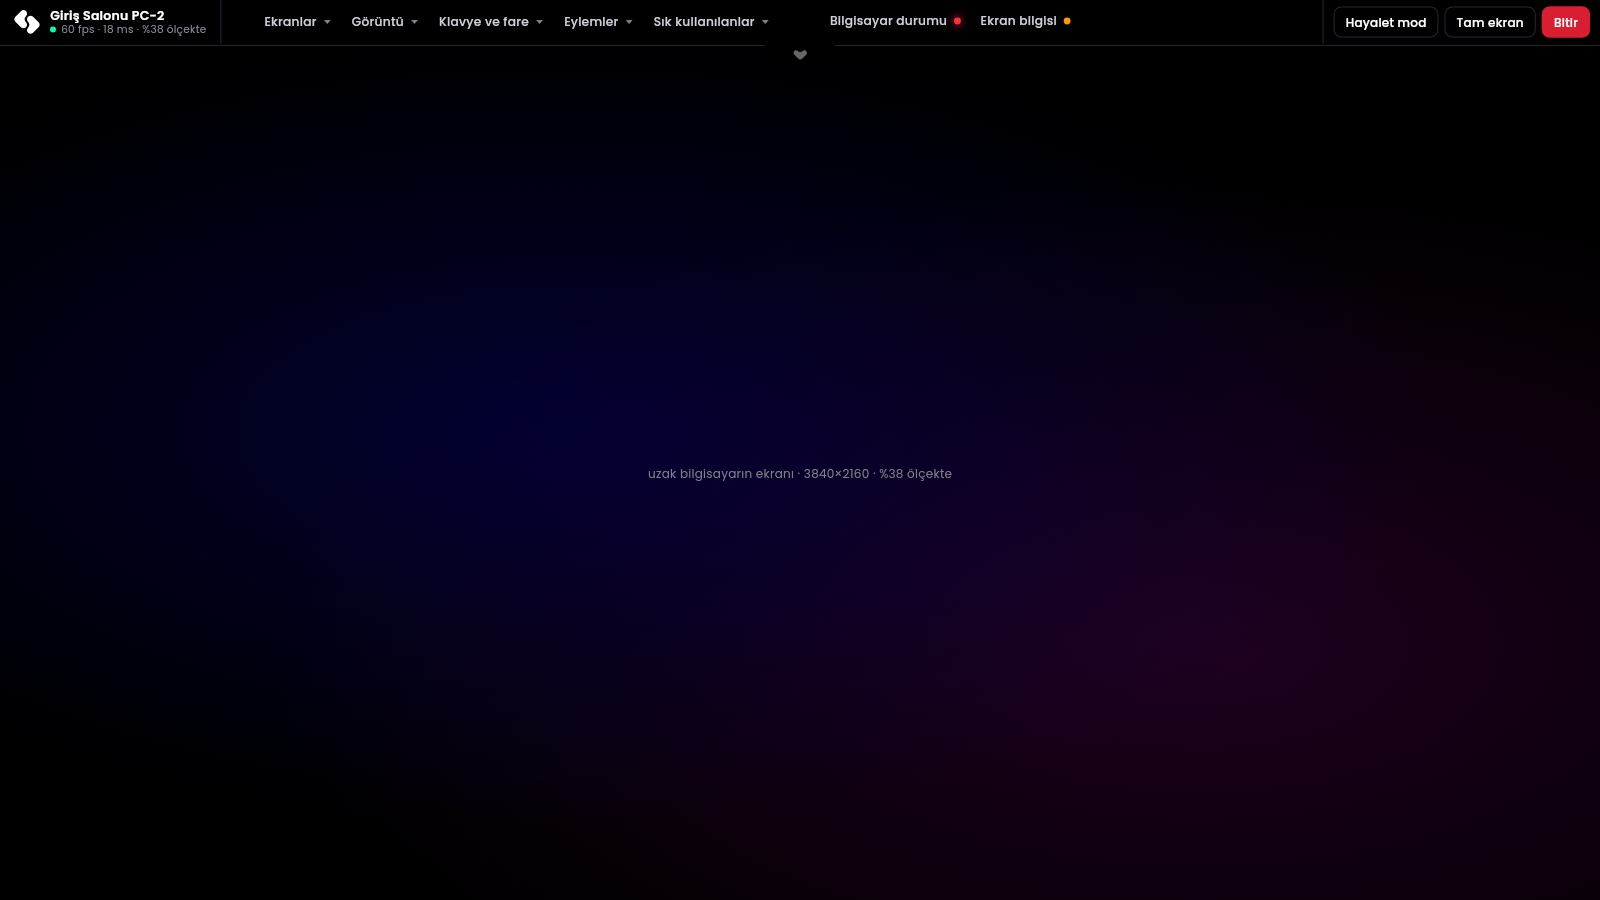 Giriş Salonu PC-2
60 fps · 18 ms · %38 ölçekte
Ekranlar
Görüntü
Klavye ve fare
Eylemler
Sık kullanılanlar
Bilgisayar durumu
Ekran bilgisi
Hayalet mod
Tam ekran
Bitir
uzak bilgisayarın ekranı · 3840×2160 · %38 ölçekte